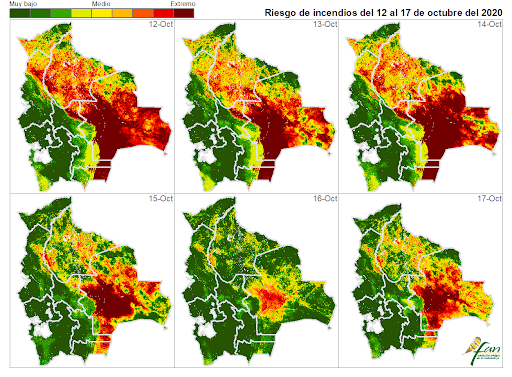 Muy bajo Medio Extremo
Riesgo de incendios del 12 al 17 de octubre del 2020
12-Oct 13-Oct 14-Oct
15-Oct 16-Oct 17-Oct
fan